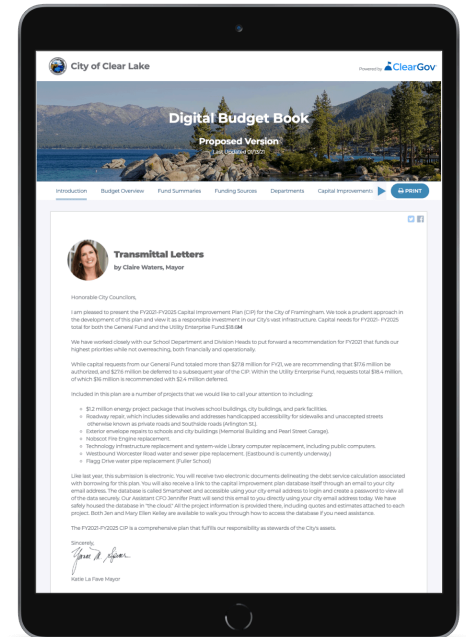 City of Clear Lake
Powered by ClearGov
Digital Budget Book
Proposed Version
Last Updated 01/13/21
Introduction Budget Overview Fund Summaries Funding Sources Departments Capital Improvements PRINT
Transmittal Letters
by Claire Waters, Mayor
Honorable City Councilors,
I am pleased to present the FY2021-FY2025 Capital Improvement Plan (CIP) for the City of Framingham. We took a prudent approach in
the development of this plan and view it as a responsible investment in our City's vast infrastructure. Capital needs for FY2021- FY2025
total for both the General Fund and the Utility Enterprise Fund $18.8M
We have worked closely with our School Department and Division Heads to put forward a recommendation for FY2021 that funds our
highest priorities while not overreaching, both financially and operationally.
While capital requests from our General Fund totaled more than $27.8 million for FY21, we are recommending that $17.6 million be
authorized, and $27.6 million be deferred to a subsequent year of the CIP. Within the Utility Enterprise Fund, requests total $18.4 million,
of which $16 million is recommended with $2.4 million deferred.
Included in this plan are a number of projects that we would like to call your attention to including:
$1.2 million energy project package that involves school buildings, city buildings, and park facilities.
Roadway repair, which includes sidewalks and addresses handicapped accessibility for sidewalks and unaccepted streets
otherwise known as private roads and Southside roads (Arlington St.).
Exterior envelope repairs to schools and city buildings (Memorial Building and Pearl Street Garage).
Nobscot Fire Engine replacement.
Technology infrastructure replacement and system-wide Library computer replacement, including public computers.
Westbound Worcester Road water and sewer pipe replacement. (Eastbound is currently underway.)
Flagg Drive water pipe replacement (Fuller School)
Like last year, this submission is electronic. You will receive two electronic documents delineating the debt service calculation associated
with borrowing for this plan. You will also receive a link to the capital improvement plan database itself through an email to your city
email address. The database is called Smartsheet and accessible using your city email address to login and create a password to view all
of the data securely. Our Assistant CFO Jennifer Pratt will send this email to you directly using your city email address today. We have
safely housed the database in "the cloud." All the project information is provided there, including quotes and estimates attached to each
project. Both Jen and Mary Ellen Kelley are available to walk you through how to access the database if you need assistance.
The FY2021-FY2025 CIP is a comprehensive plan that fulfills our responsibility as stewards of the City's assets.
Sincerely,
Katie La Fave Mayor